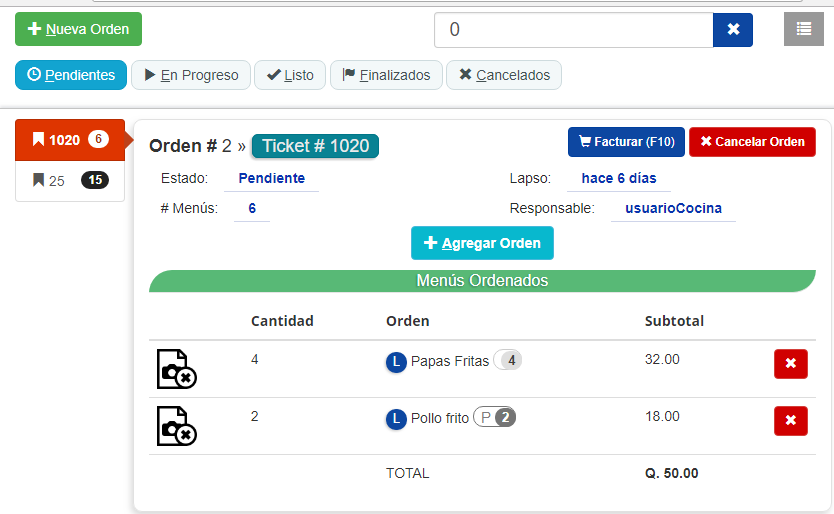 Nueva Orden
0
Pendientes
En Progreso
Listo
Finalizados
Cancelados
1020 6
25 15
Orden # 2 » Ticket # 1020
Facturar (F10)
Cancelar Orden
Estado: Pendiente
Lapso: hace 6 días
# Menús: 6
Responsable: usuarioCocina
Agregar Orden
Menús Ordenados
Cantidad Orden Subtotal
4 L Papas Fritas 4 32.00
2 L Pollo frito P 2 18.00
TOTAL Q. 50.00